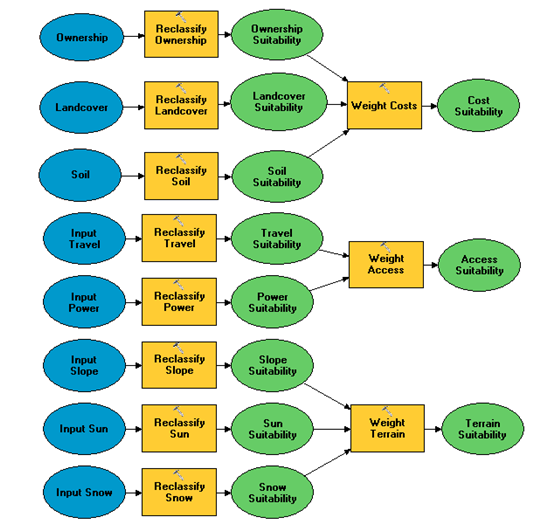 Ownership
Reclassify
Ownership
Ownership
Suitability
Landcover
Reclassify
Landcover
Landcover
Suitability
Weight Costs
Cost
Suitability
Soil
Reclassify
Soil
Soil
Suitability
Input
Travel
Reclassify
Travel
Travel
Suitability
Weight
Access
Access
Suitability
Input
Power
Reclassify
Power
Power
Suitability
Input
Slope
Reclassify
Slope
Slope
Suitability
Input Sun
Reclassify
Sun
Sun
Suitability
Weight
Terrain
Terrain
Suitability
Input Snow
Reclassify
Snow
Snow
Suitability